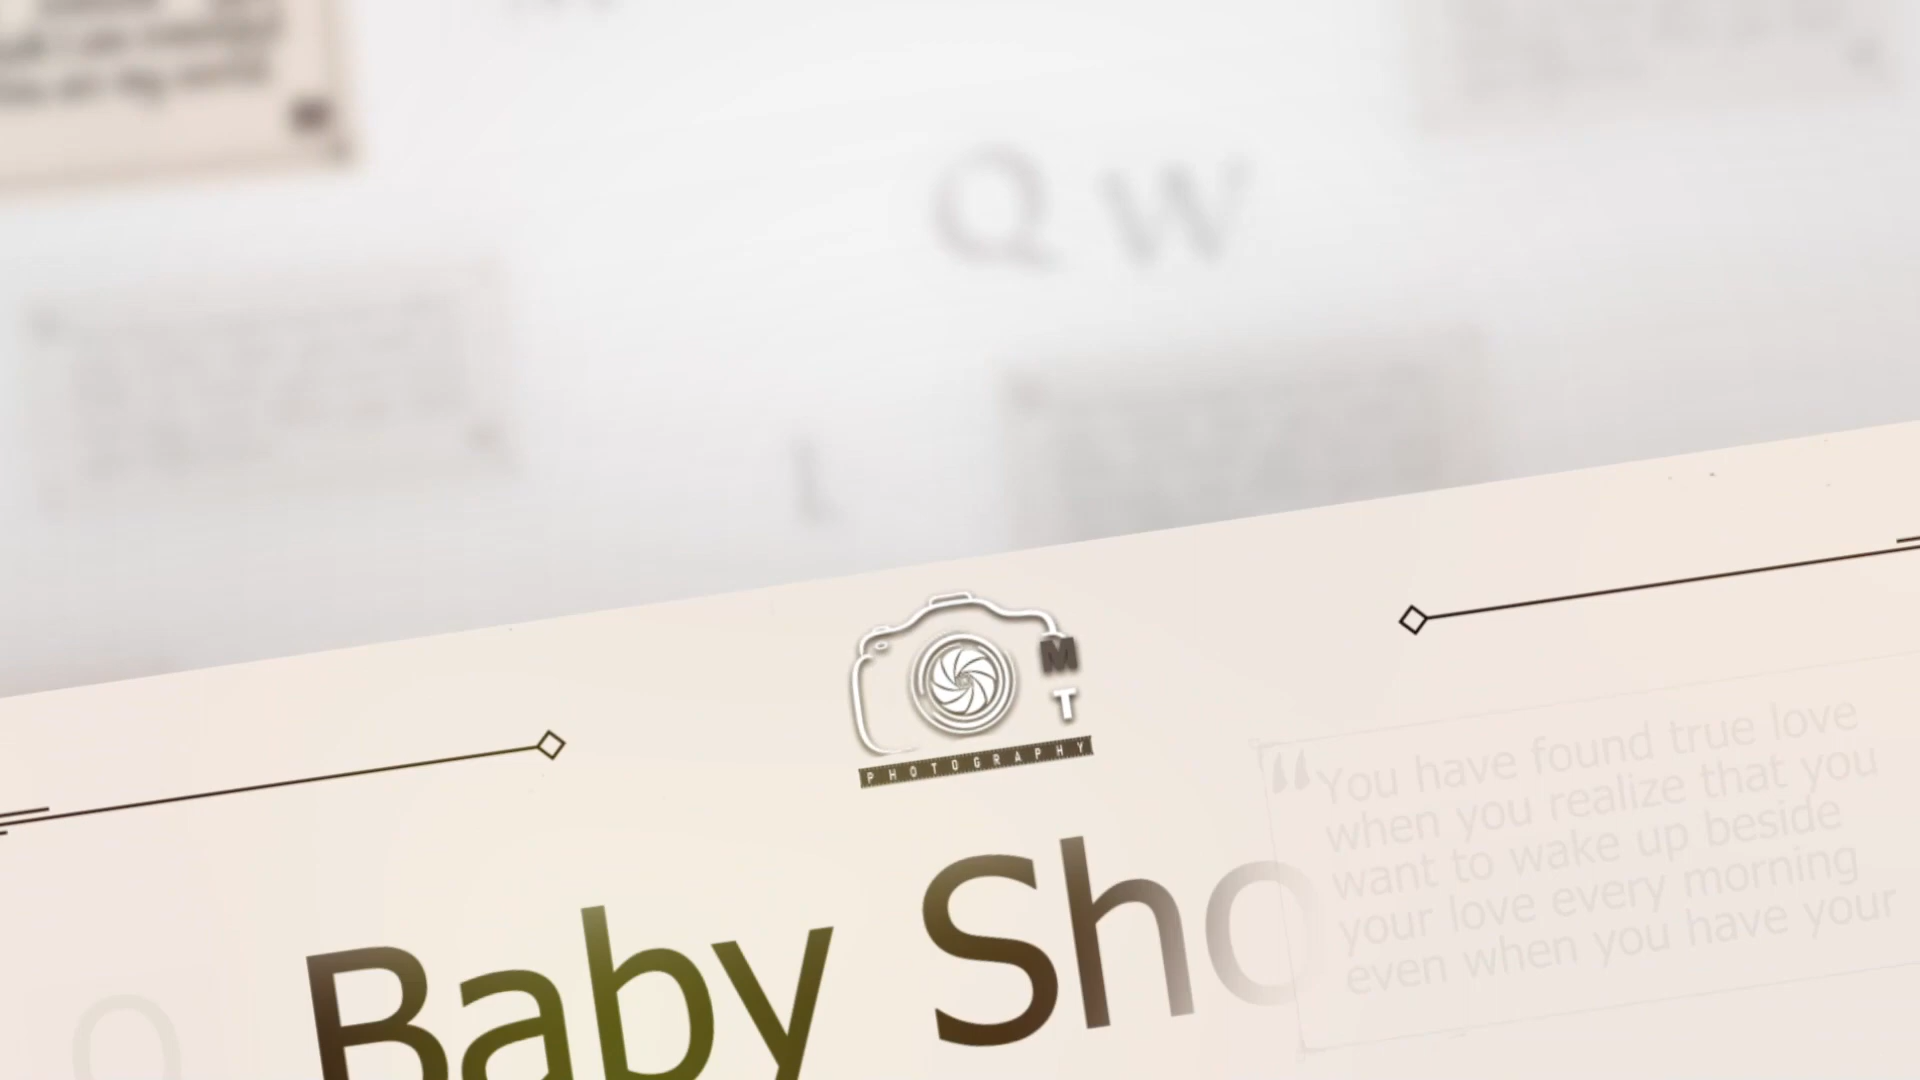 Q W
L
M
T
PHOTOGRAPHY
“ You have found true love
when you realize that you
want to wake up beside
your love every morning
even when you have your
Baby Sho
Q